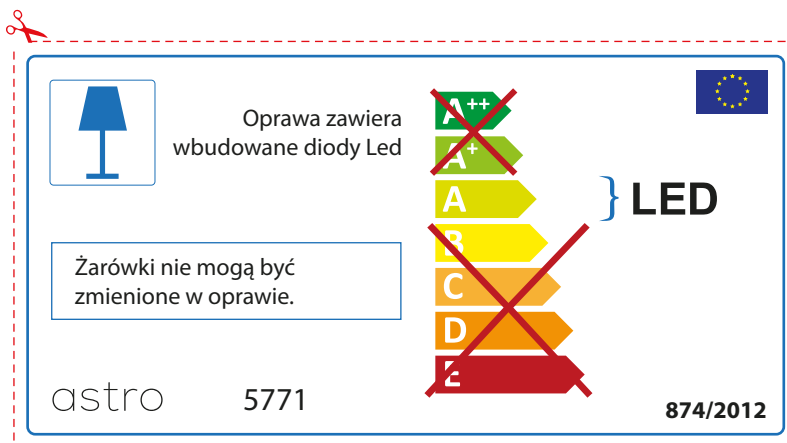 Oprawa zawiera
wbudowane diody Led
A++
A+
A
B
C
D
E
LED
Żarówki nie mogą być
zmienione w oprawie.
astro 5771
874/2012